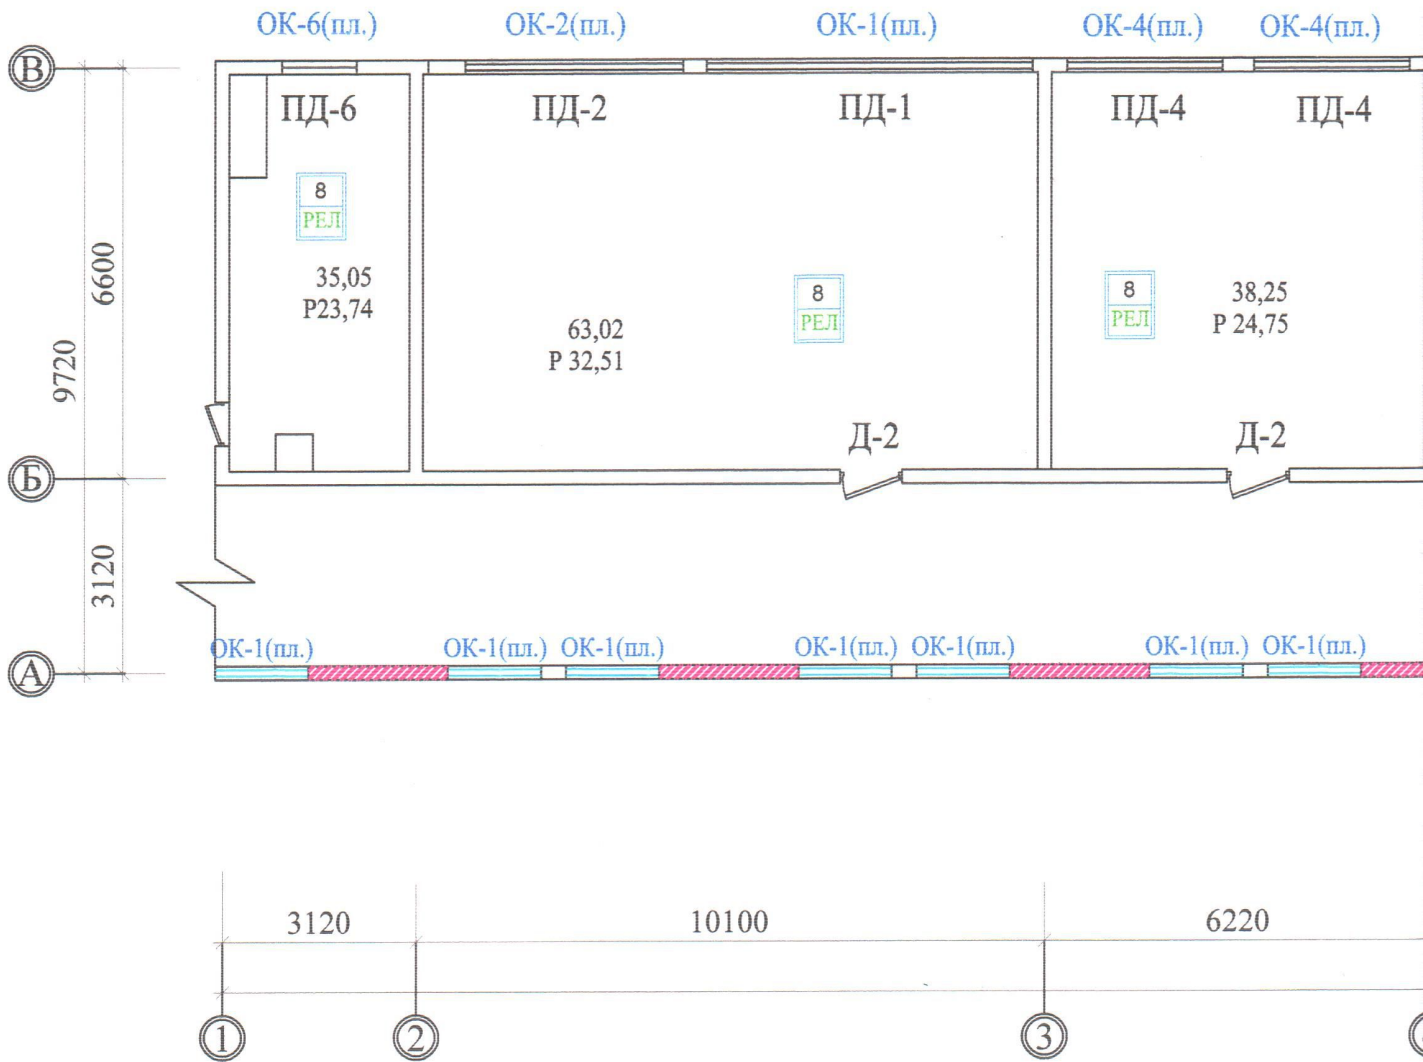 ОК-6(пл.) ОК-2(пл.) ОК-1(пл.) ОК-4(пл.) ОК-4(пл.)
В
ПД-6 ПД-2 ПД-1 ПД-4 ПД-4
8
РЕЛ
35,05
Р23,74
8
РЕЛ
63,02
Р 32,51
8
РЕЛ
38,25
Р 24,75
6600
9720
3120
Д-2 Д-2
Б
ОК-1(пл.) ОК-1(пл.) ОК-1(пл.) ОК-1(пл.) ОК-1(пл.) ОК-1(пл.) ОК-1(пл.)
А
3120 10100 6220
1 2 3